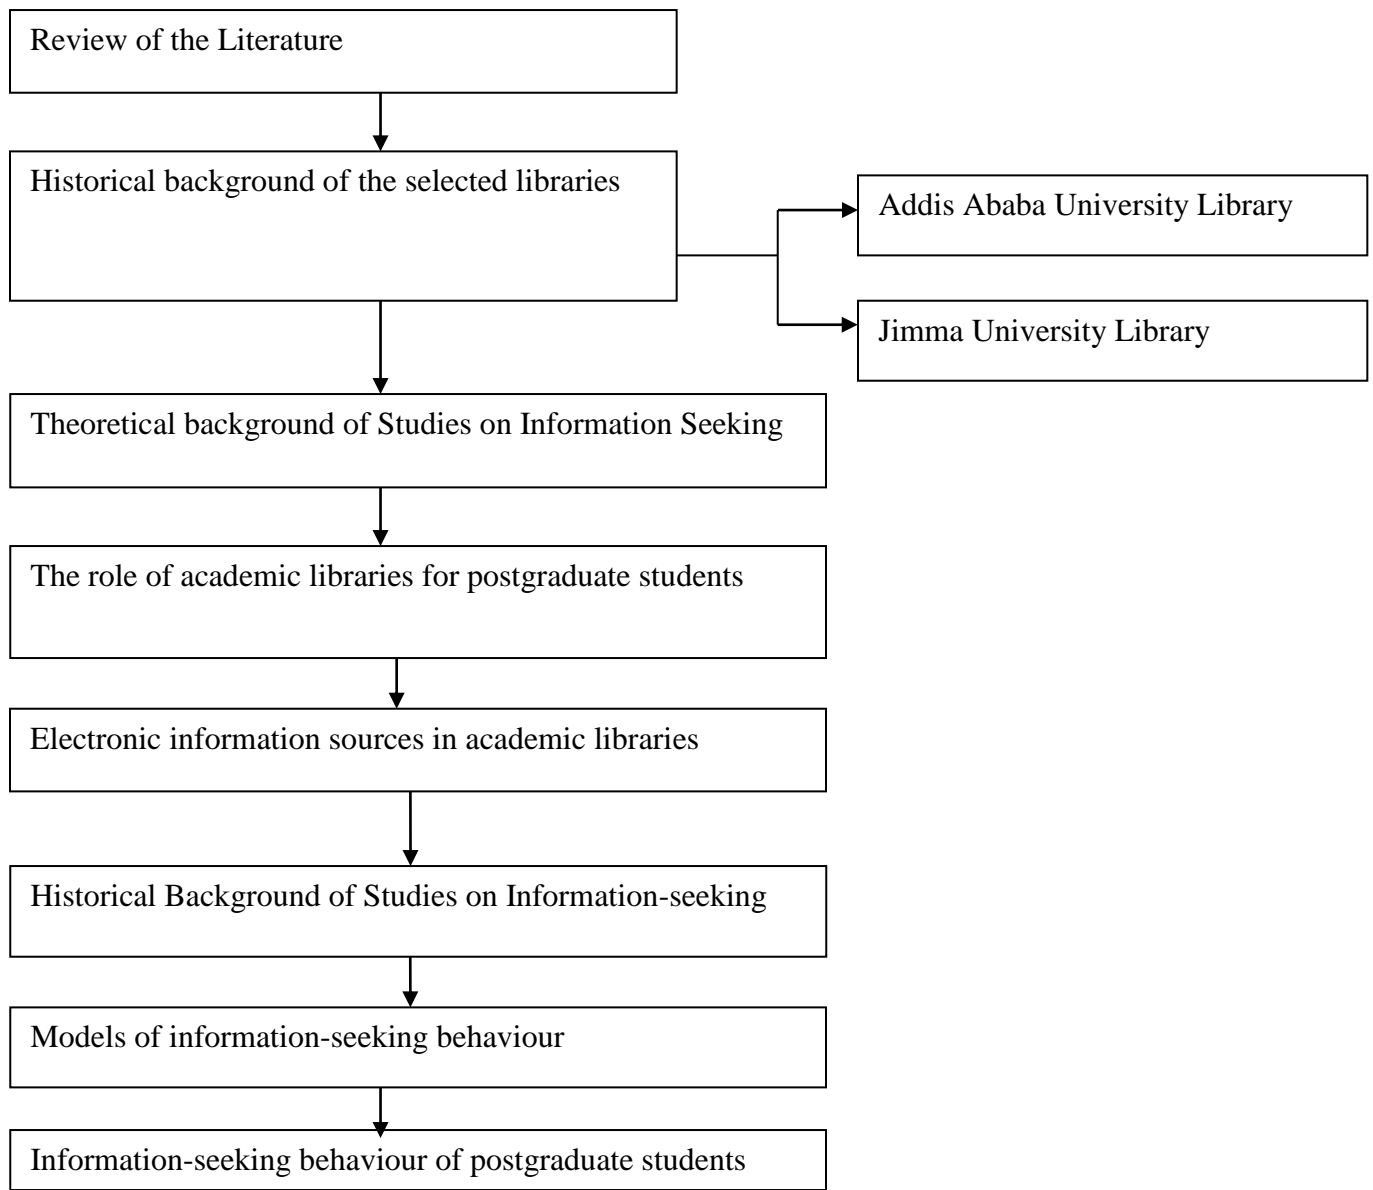 Review of the Literature
Historical background of the selected libraries
Addis Ababa University Library
Jimma University Library
Theoretical background of Studies on Information Seeking
The role of academic libraries for postgraduate students
Electronic information sources in academic libraries
Historical Background of Studies on Information-seeking
Models of information-seeking behaviour
Information-seeking behaviour of postgraduate students